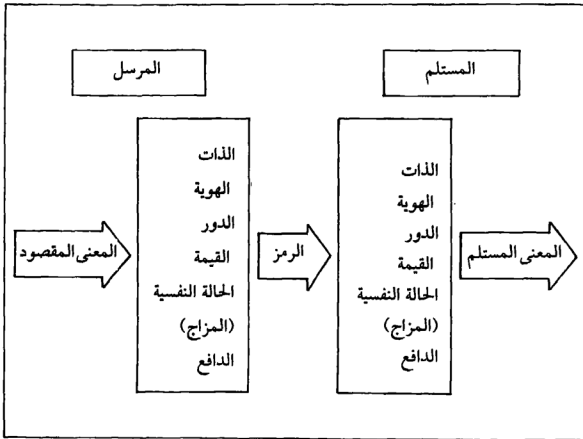 المرسل
المستلم
المعنى المقصود
الذات
الهوية
الدور
القيمة
الحالة النفسية
(المزاج)
الدافع
الرمز
الذات
الهوية
الدور
القيمة
الحالة النفسية
(المزاج)
الدافع
المعنى المستلم